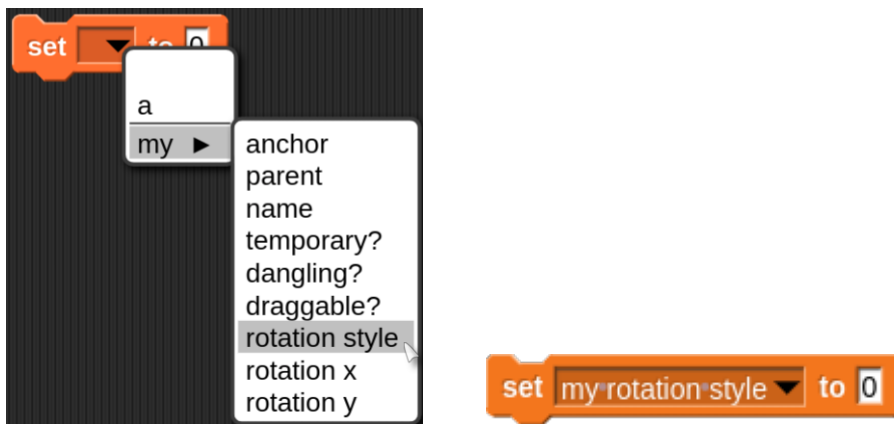 set to 0
a
my
anchor
parent
name
temporary?
dangling?
draggable?
rotation style
rotation x
rotation y
set my rotation style to 0